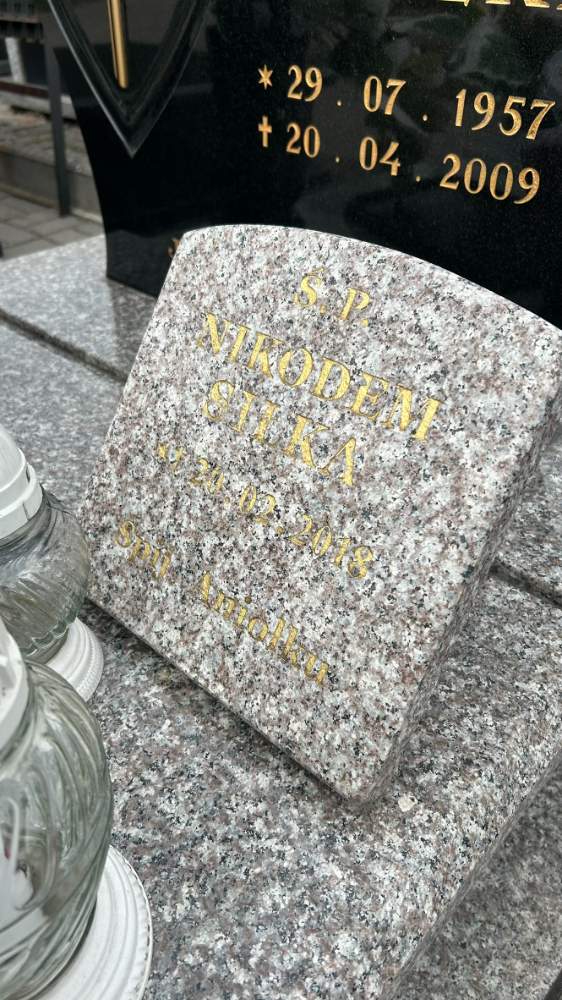 * 29 . 07 . 1957
† 20 . 04 . 2009
Ś. P.
NIKODEM
SILKA
*† 20. 02. 2018
Śpij Aniołku